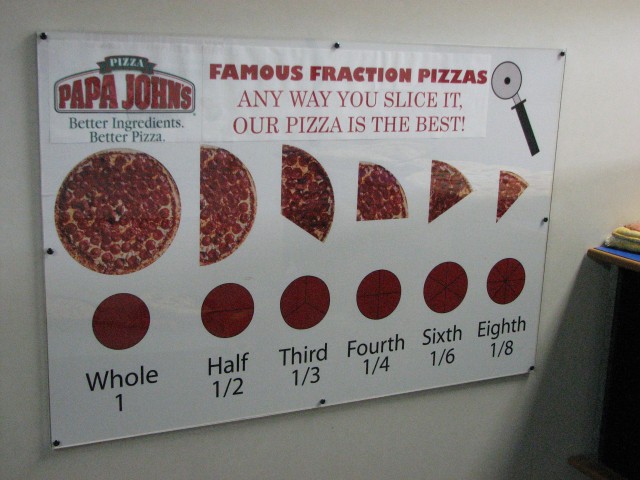 PIZZA
PAPA JOHNS
Better Ingredients.
Better Pizza.
FAMOUS FRACTION PIZZAS
ANY WAY YOU SLICE IT,
OUR PIZZA IS THE BEST!
Whole
1
Half
1/2
Third
1/3
Fourth
1/4
Sixth
1/6
Eighth
1/8